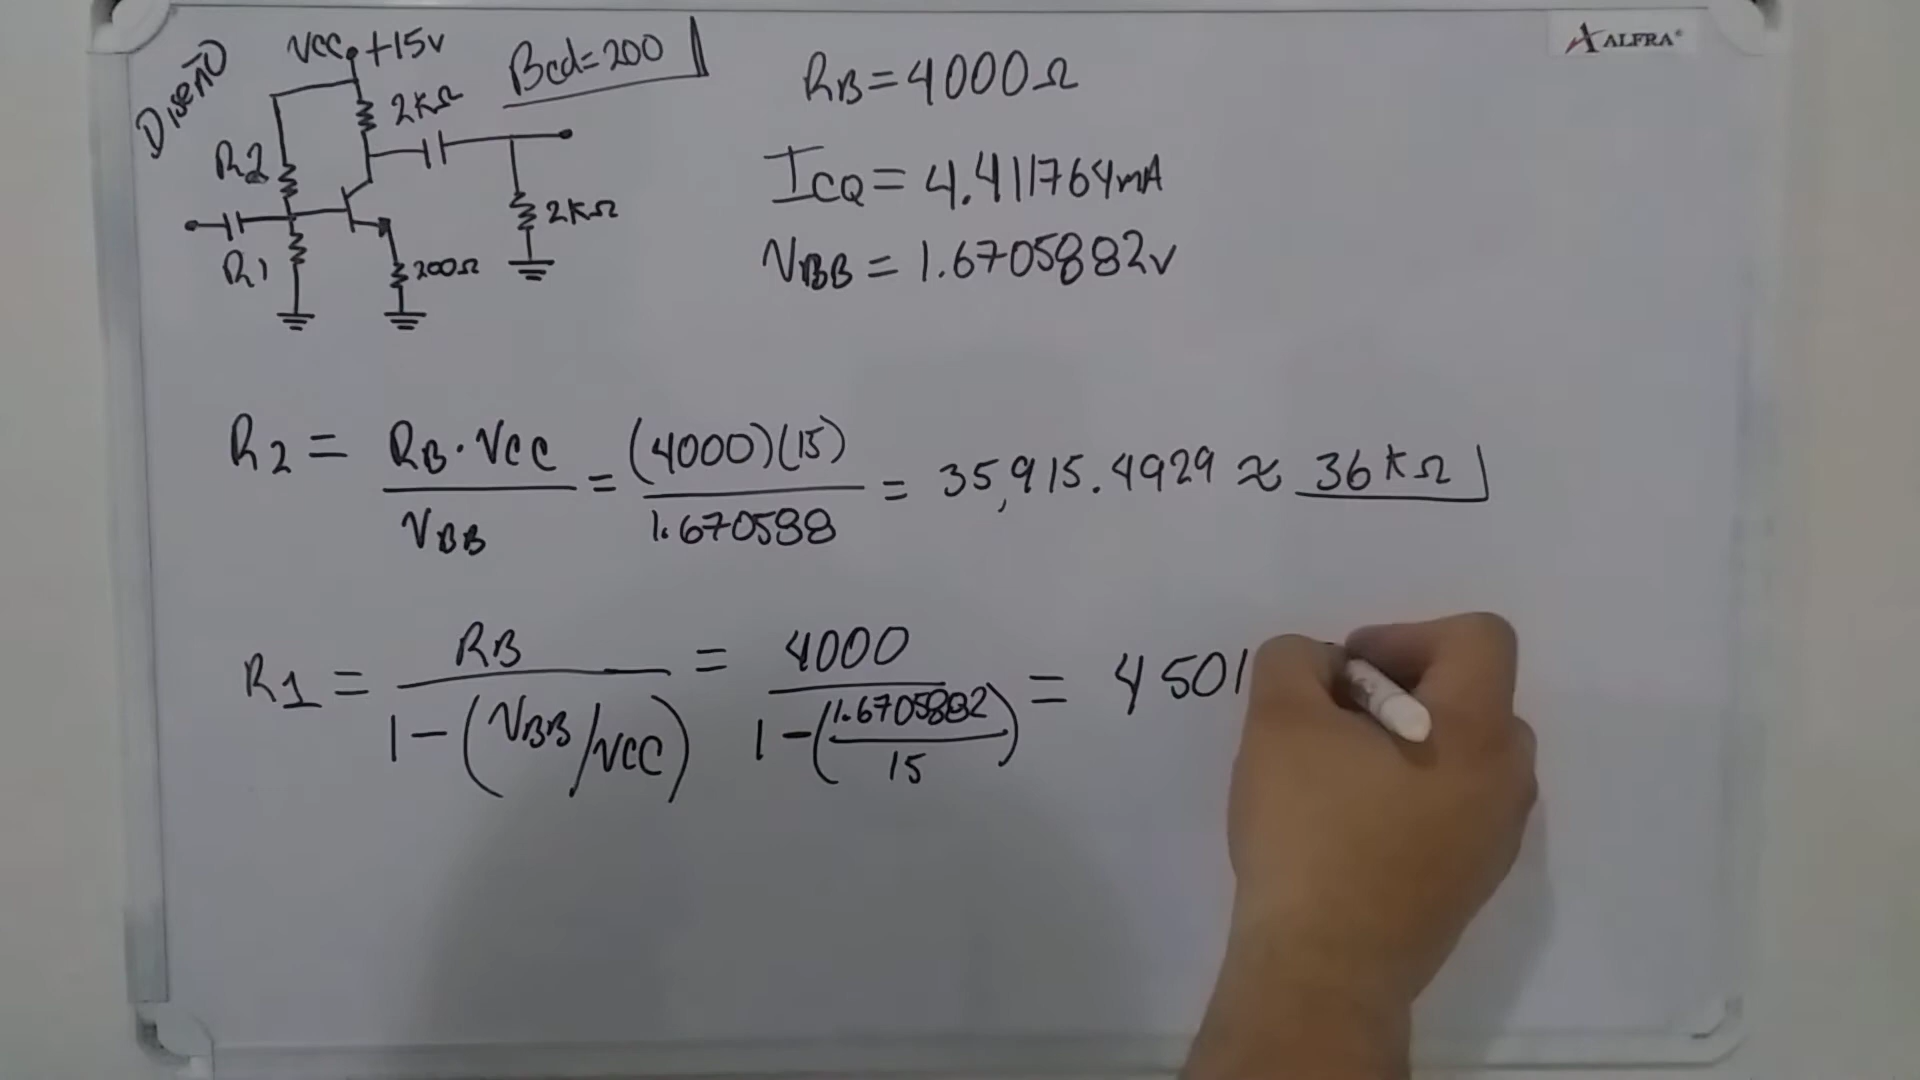 Diseño
VCC +15v
Bcd=200
2KΩ
R2
2KΩ
R1
200Ω
RB=4000Ω
ICQ = 4.411764mA
VBB = 1.6705882v
ALFRA
R2 = RB·VCC / VBB = (4000)(15) / 1.670588 = 35,915.4929 ≈ 36KΩ
R1 = RB / 1-(VBB/VCC) = 4000 / 1-(1.6705882 / 15) = 4501